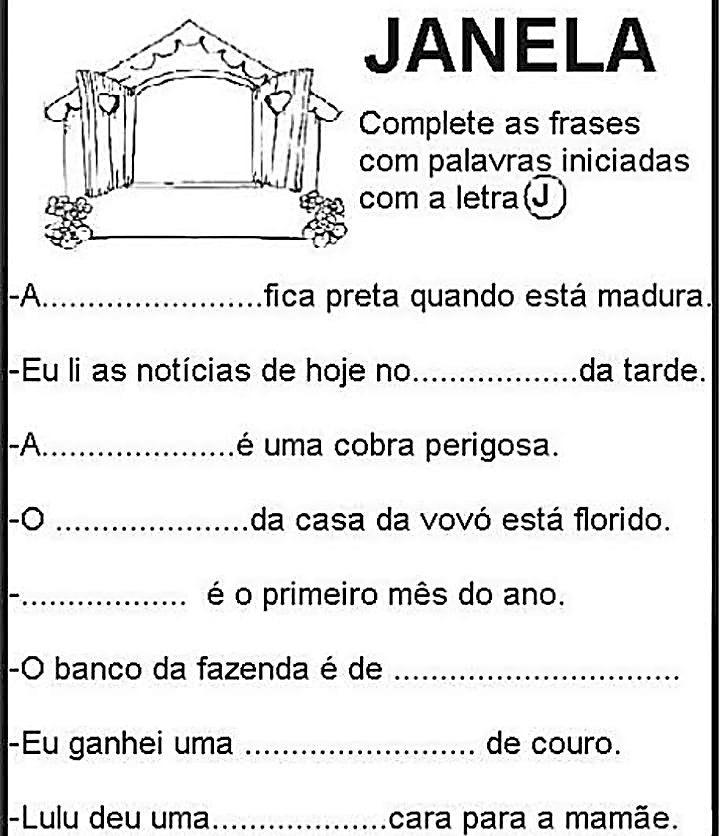 JANELA
Complete as frases
com palavras iniciadas
com a letra J
-A........................fica preta quando está madura.
-Eu li as notícias de hoje no..................da tarde.
-A.....................é uma cobra perigosa.
-O .....................da casa da vovó está florido.
-.................. é o primeiro mês do ano.
-O banco da fazenda é de ...............................
-Eu ganhei uma ......................... de couro.
-Lulu deu uma...................cara para a mamãe.